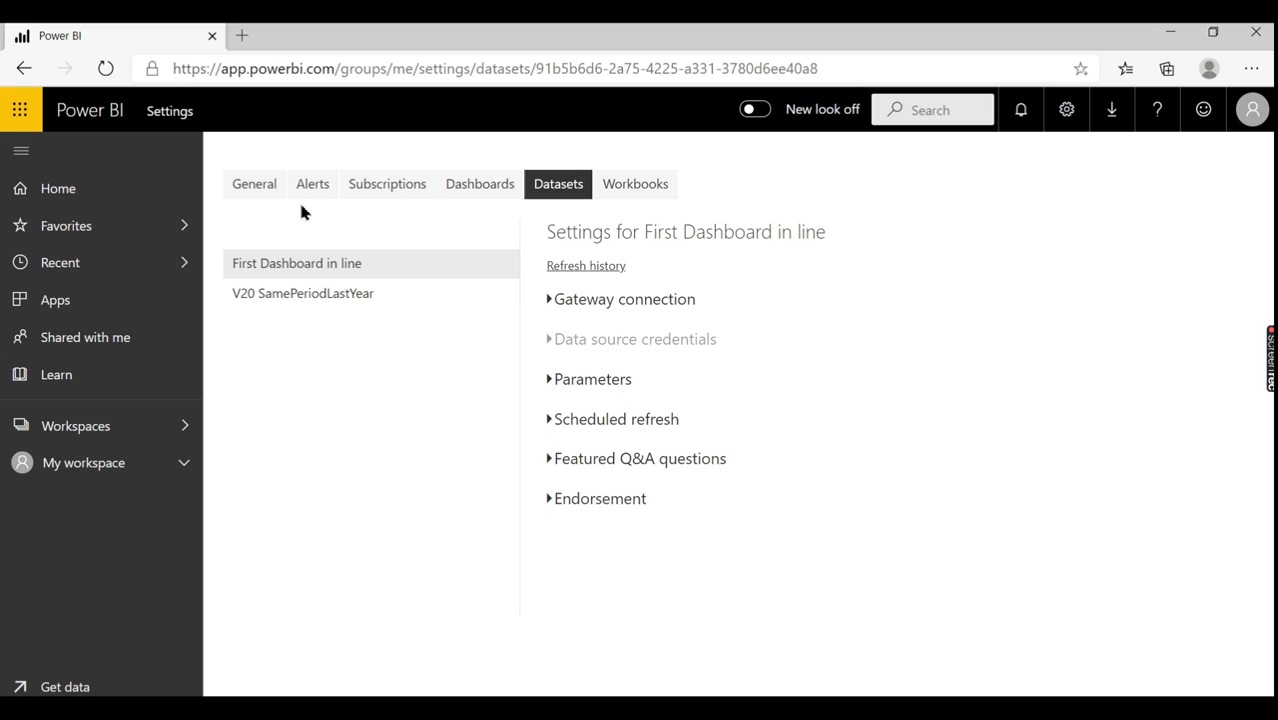 Power BI
https://app.powerbi.com/groups/me/settings/datasets/91b5b6d6-2a75-4225-a331-3780d6ee40a8
Power BI Settings New look off Search
General Alerts Subscriptions Dashboards Datasets Workbooks
Home
Favorites
Recent
Apps
Shared with me
Learn
Workspaces
My workspace
Get data
First Dashboard in line
V20 SamePeriodLastYear
Settings for First Dashboard in line
Refresh history
Gateway connection
Data source credentials
Parameters
Scheduled refresh
Featured Q&A questions
Endorsement
screenrec